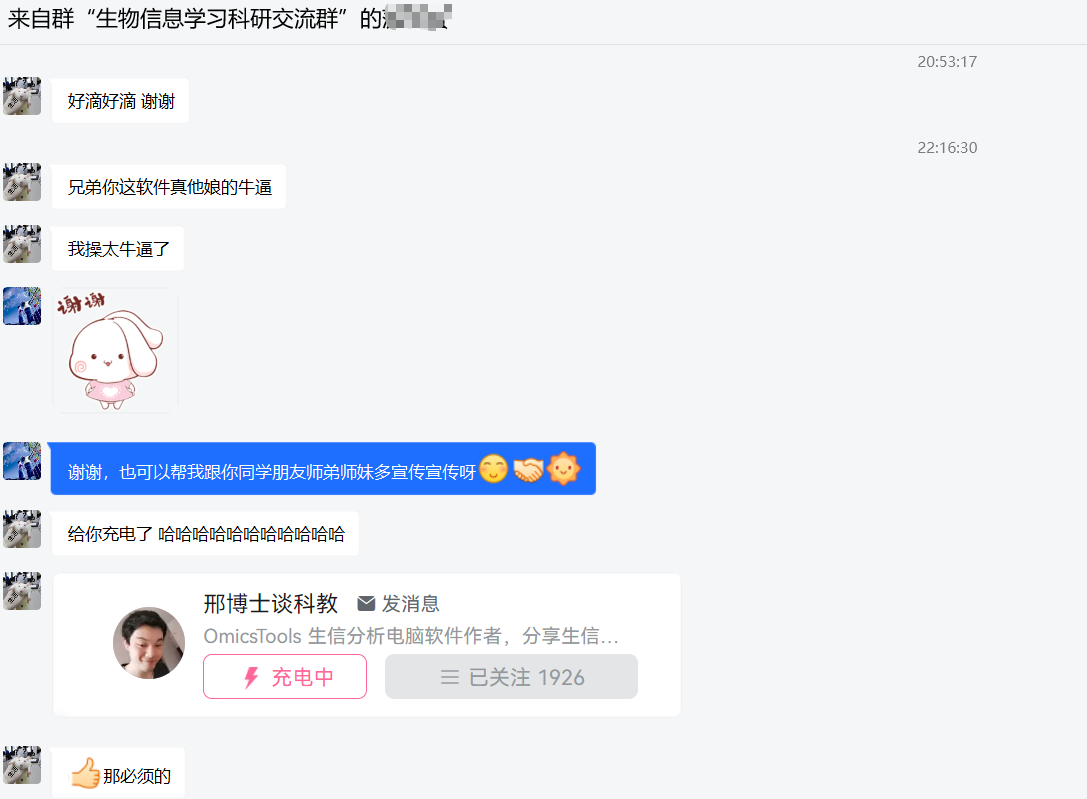 来自群“生物信息学习科研交流群”的
20:53:17
好滴好滴 谢谢
22:16:30
兄弟你这软件真他娘的牛逼
我操太牛逼了
谢谢
谢谢，也可以帮我跟你同学朋友师弟师妹多宣传宣传呀
给你充电了 哈哈哈哈哈哈哈哈哈哈哈
邢博士谈科教 发消息
OmicsTools 生信分析电脑软件作者，分享生信...
充电中 已关注 1926
那必须的